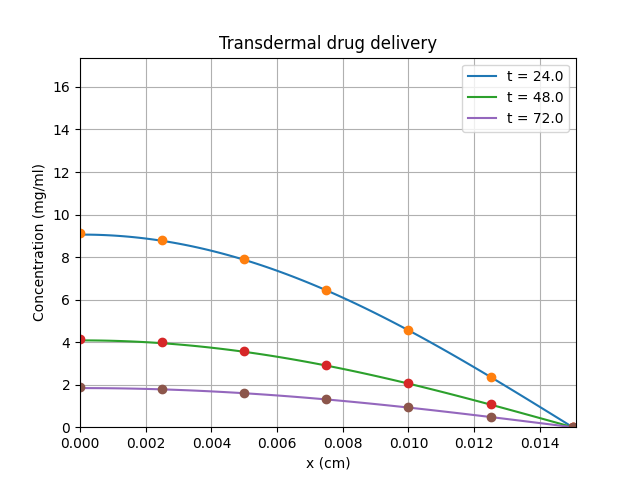 Transdermal drug delivery
t = 24.0
t = 48.0
t = 72.0
Concentration (mg/ml)
16
14
12
10
8
6
4
2
0
0.000 0.002 0.004 0.006 0.008 0.010 0.012 0.014
x (cm)